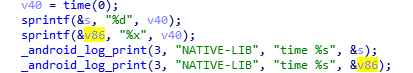 v40 = time(0);
sprintf(&s, "%d", v40);
sprintf(&v86, "%x", v40);
_android_log_print(3, "NATIVE-LIB", "time %s", &s);
_android_log_print(3, "NATIVE-LIB", "time %s", &v86);